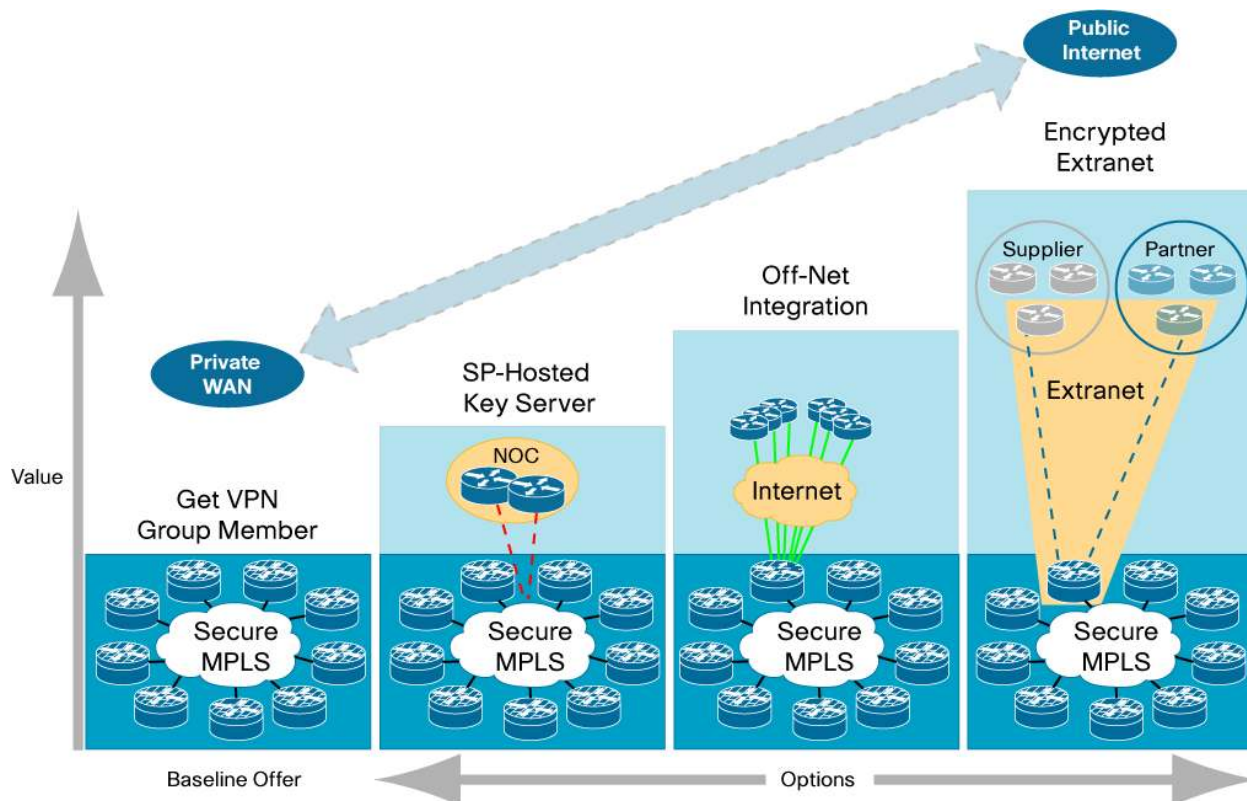 Public
Internet
Encrypted
Extranet
Supplier
Partner
Off-Net
Integration
Private
WAN
SP-Hosted
Key Server
Extranet
NOC
Value
Internet
Get VPN
Group Member
Secure
MPLS
Secure
MPLS
Secure
MPLS
Secure
MPLS
Baseline Offer
Options